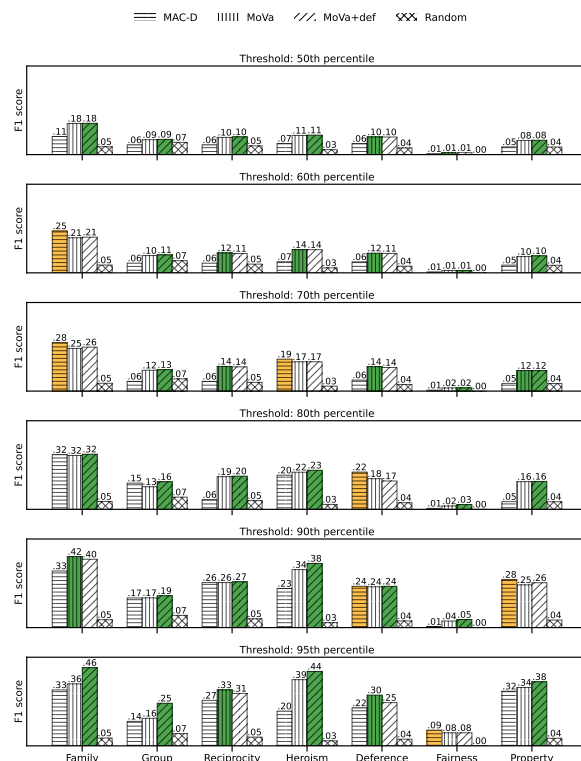 MAC-D MoVa MoVa+def Random
Threshold: 50th percentile
F1 score
.11 .18 .18 .05 .06 .09 .09 .07 .06 .10 .10 .05 .07 .11 .11 .03 .06 .10 .10 .04 .01 .01 .01 .00 .05 .08 .08 .04
Threshold: 60th percentile
F1 score
.25 .21 .21 .05 .06 .10 .11 .07 .06 .12 .11 .05 .07 .14 .14 .03 .06 .12 .11 .04 .01 .01 .01 .00 .05 .10 .10 .04
Threshold: 70th percentile
F1 score
.28 .25 .26 .05 .06 .12 .13 .07 .06 .14 .14 .05 .19 .17 .17 .03 .06 .14 .14 .04 .01 .02 .02 .00 .05 .12 .12 .04
Threshold: 80th percentile
F1 score
.32 .32 .32 .05 .15 .13 .16 .07 .06 .19 .20 .05 .20 .22 .23 .03 .22 .18 .17 .04 .01 .02 .03 .00 .05 .16 .16 .04
Threshold: 90th percentile
F1 score
.33 .42 .40 .05 .17 .17 .19 .07 .26 .26 .27 .05 .23 .34 .38 .03 .24 .24 .24 .04 .01 .04 .05 .00 .28 .25 .26 .04
Threshold: 95th percentile
F1 score
.33 .36 .46 .05 .14 .16 .25 .07 .27 .33 .31 .05 .20 .39 .44 .03 .22 .30 .25 .04 .09 .08 .08 .00 .32 .34 .38 .04
Family Group Reciprocity Heroism Deference Fairness Property